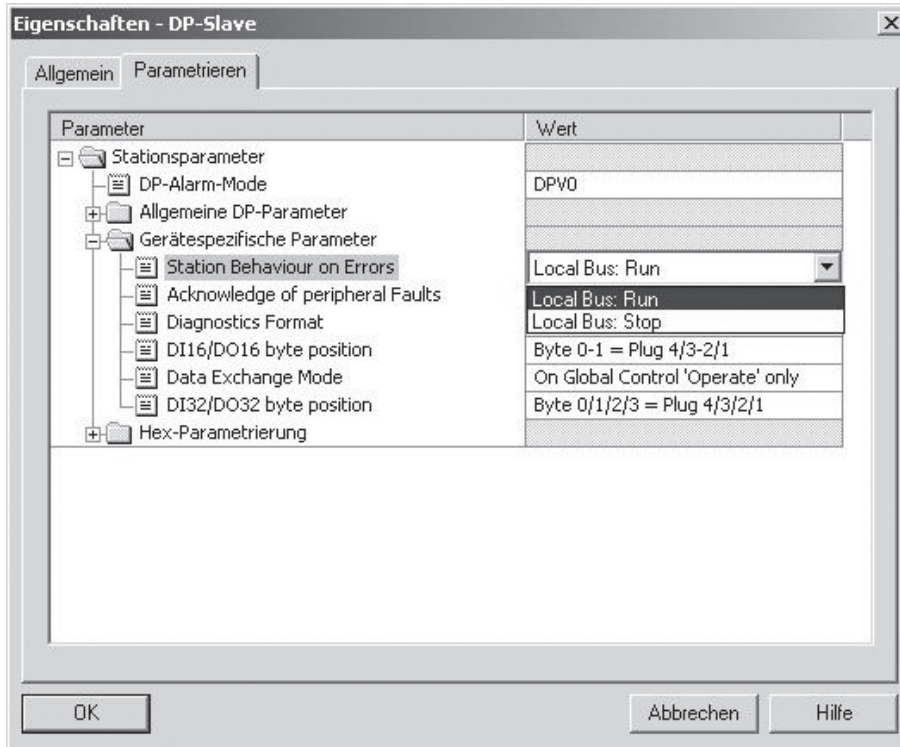 Eigenschaften - DP-Slave
Allgemein Parametrieren
Parameter Wert
Stationsparameter
DP-Alarm-Mode DPV0
Allgemeine DP-Parameter
Gerätespezifische Parameter
Station Behaviour on Errors Local Bus: Run
Acknowledge of peripheral Faults Local Bus: Run
Diagnostics Format Local Bus: Stop
DI16/DO16 byte position Byte 0-1 = Plug 4/3-2/1
Data Exchange Mode On Global Control 'Operate' only
DI32/DO32 byte position Byte 0/1/2/3 = Plug 4/3/2/1
Hex-Parametrierung
OK Abbrechen Hilfe